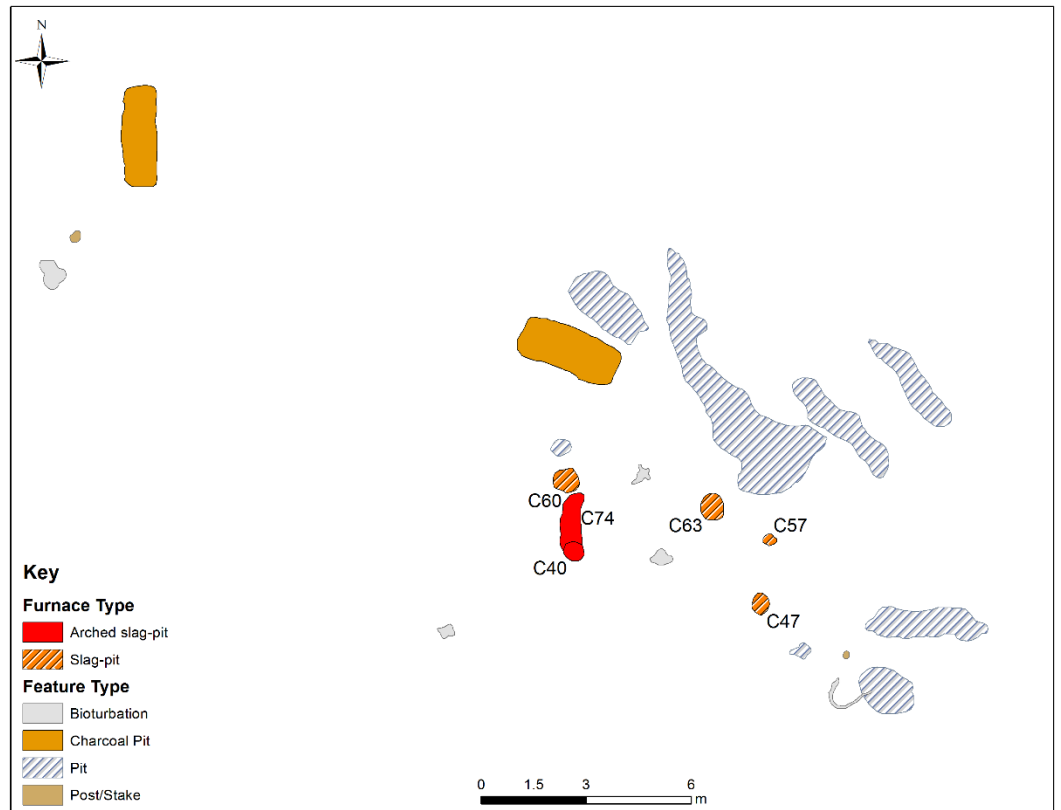 N
C60
C74
C63
C57
C40
C47
Key
Furnace Type
Arched slag-pit
Slag-pit
Feature Type
Bioturbation
Charcoal Pit
Pit
Post/Stake
0 1.5 3 6
m